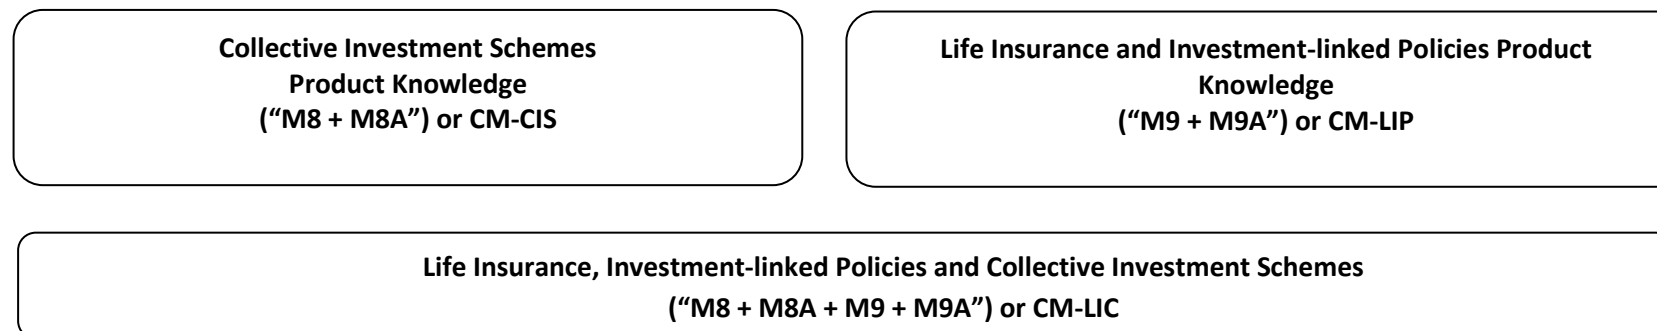 Collective Investment Schemes
Product Knowledge
(“M8 + M8A”) or CM-CIS
Life Insurance and Investment-linked Policies Product
Knowledge
(“M9 + M9A”) or CM-LIP
Life Insurance, Investment-linked Policies and Collective Investment Schemes
(“M8 + M8A + M9 + M9A”) or CM-LIC